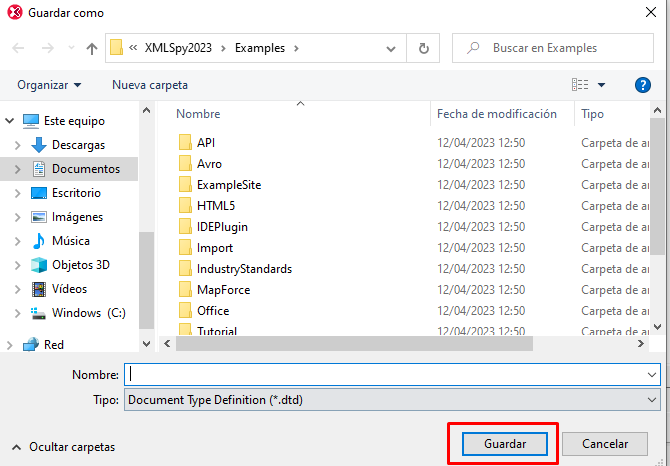 Guardar como
« XMLSpy2023 › Examples ›
Buscar en Examples
Organizar
Nueva carpeta
Este equipo
Descargas
Documentos
Escritorio
Imágenes
Música
Objetos 3D
Vídeos
Windows (C:)
Red
Nombre Fecha de modificación Tipo
API 12/04/2023 12:50 Carpeta de ar
Avro 12/04/2023 12:50 Carpeta de ar
ExampleSite 12/04/2023 12:50 Carpeta de ar
HTML5 12/04/2023 12:50 Carpeta de ar
IDEPlugin 12/04/2023 12:50 Carpeta de ar
Import 12/04/2023 12:50 Carpeta de ar
IndustryStandards 12/04/2023 12:50 Carpeta de ar
MapForce 12/04/2023 12:50 Carpeta de ar
Office 12/04/2023 12:50 Carpeta de ar
Tutorial 12/04/2023 12:50 Carpeta de ar
Nombre:
Tipo: Document Type Definition (*.dtd)
Ocultar carpetas
Guardar
Cancelar